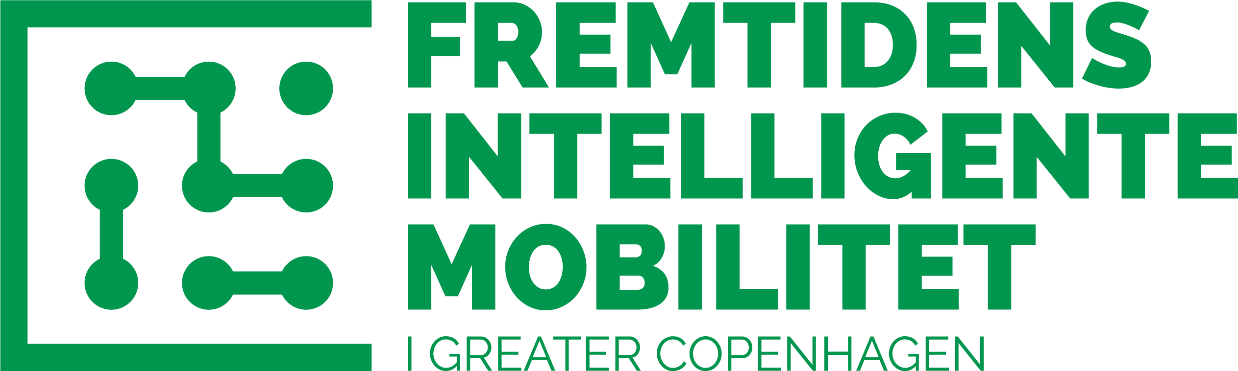 FREMTIDENS
INTELLIGENTE
MOBILITET
I GREATER COPENHAGEN